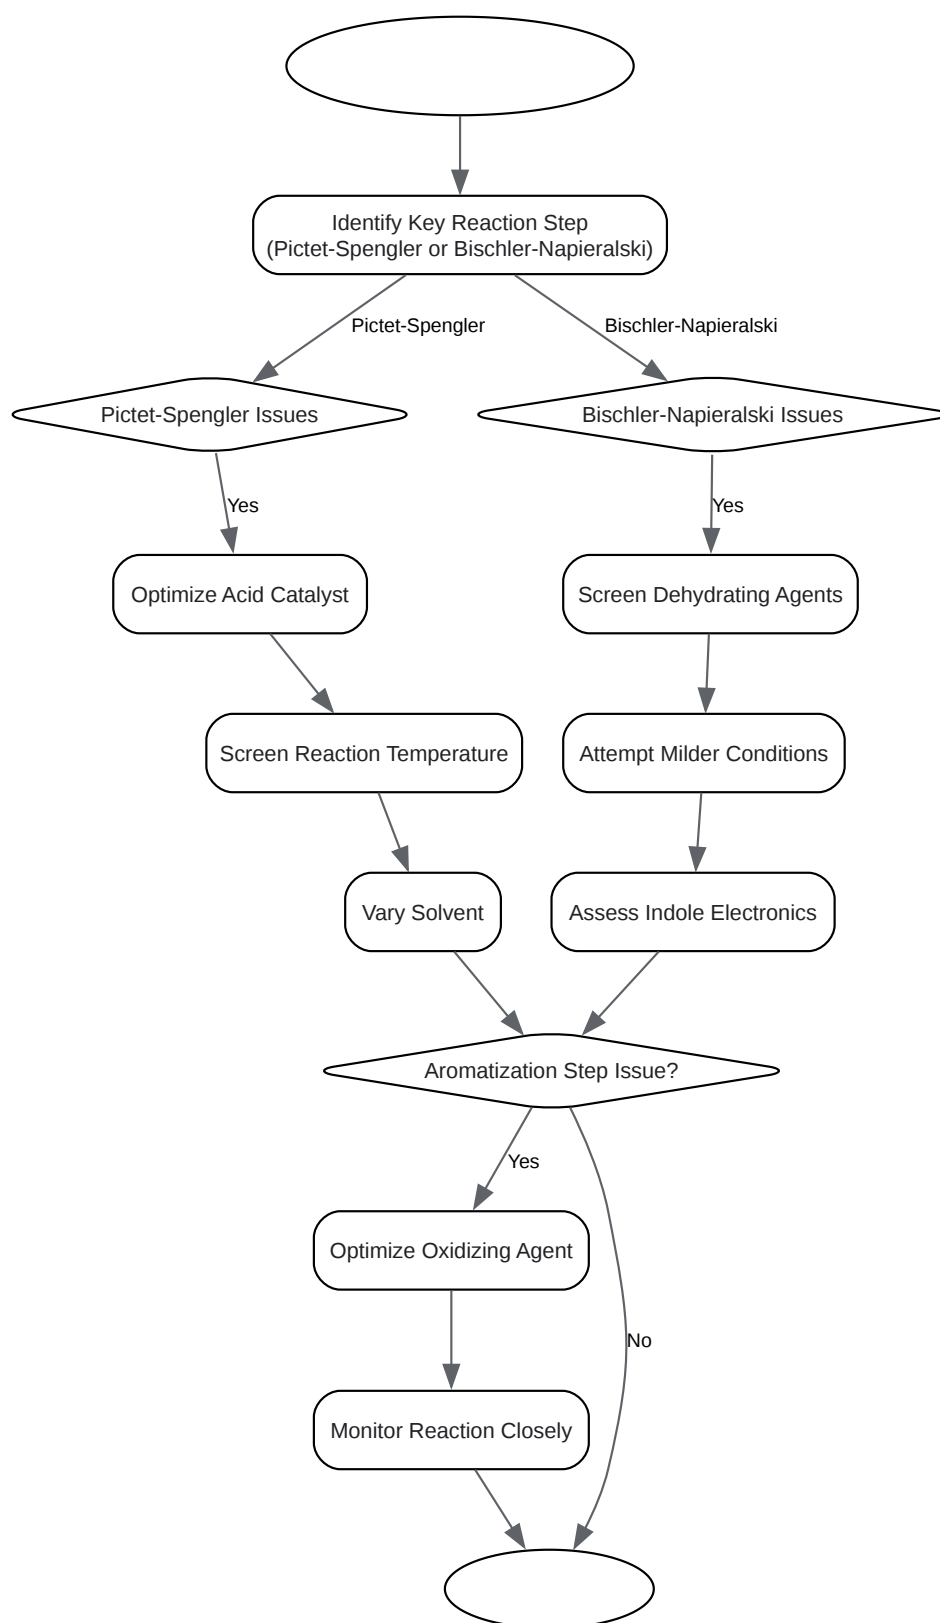 Identify Key Reaction Step
(Pictet-Spengler or Bischler-Napieralski)
Pictet-Spengler
Bischler-Napieralski
Pictet-Spengler Issues
Bischler-Napieralski Issues
Yes
Yes
Optimize Acid Catalyst
Screen Dehydrating Agents
Screen Reaction Temperature
Attempt Milder Conditions
Vary Solvent
Assess Indole Electronics
Aromatization Step Issue?
Yes
Optimize Oxidizing Agent
No
Monitor Reaction Closely